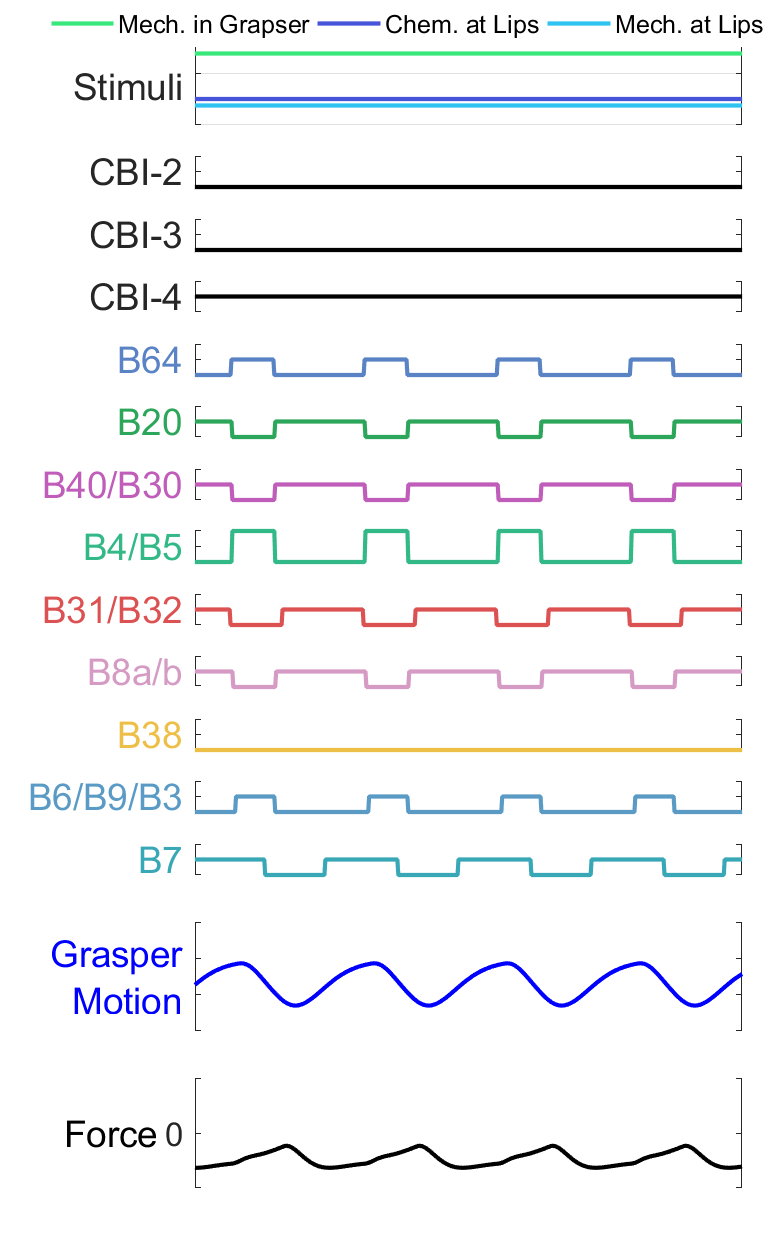 Mech. in Grapser Chem. at Lips Mech. at Lips
Stimuli
CBI-2
CBI-3
CBI-4
B64
B20
B40/B30
B4/B5
B31/B32
B8a/b
B38
B6/B9/B3
B7
Grasper
Motion
Force 0